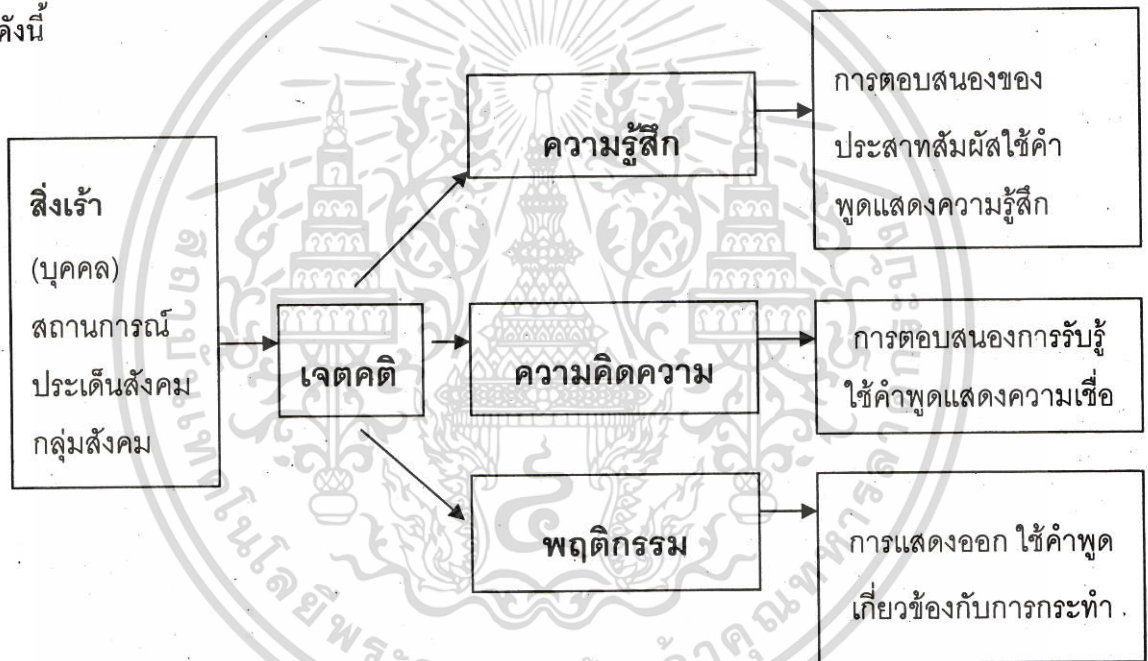 ดังนี้
สิ่งเร้า
(บุคคล)
สถานการณ์
ประเด็นสังคม
กลุ่มสังคม
เจตคติ
ความรู้สึก
การตอบสนองของ
ประสาทสัมผัสใช้คำ
พูดแสดงความรู้สึก
ความคิดความ
การตอบสนองการรับรู้
ใช้คำพูดแสดงความเชื่อ
พฤติกรรม
การแสดงออก ใช้คำพูด
เกี่ยวข้องกับการกระทำ